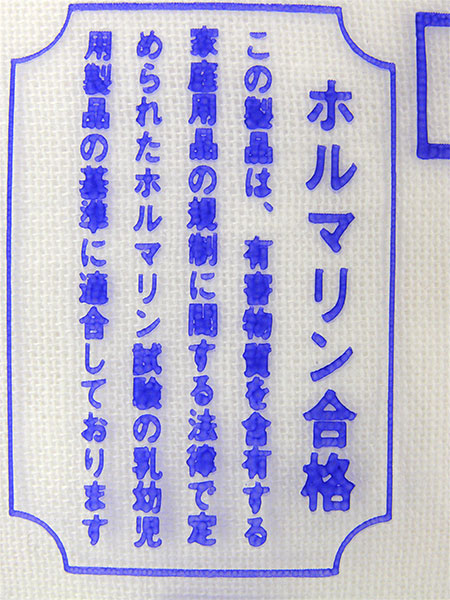 ホルマリン合格
この製品は、有害物質を含有する
家庭用品の規制に関する法律で定
められたホルマリン試験の乳幼児
用製品の基準に適合しております